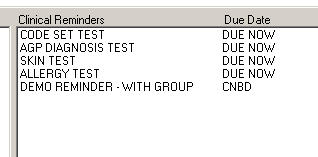 Clinical Reminders Due Date
CODE SET TEST DUE NOW
AGP DIAGNOSIS TEST DUE NOW
SKIN TEST DUE NOW
ALLERGY TEST DUE NOW
DEMO REMINDER - WITH GROUP CNBD